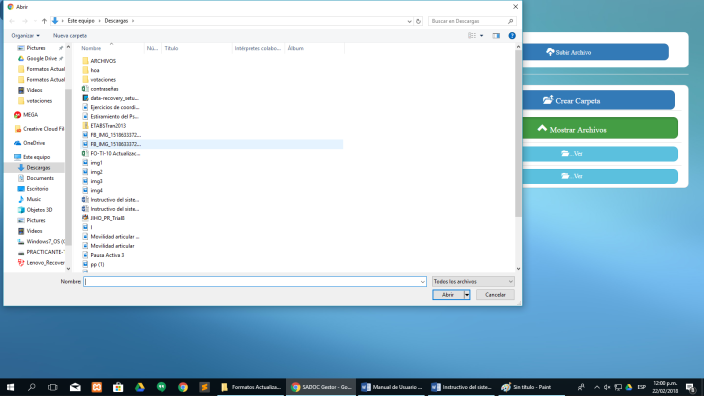 Abrir
Este equipo > Descargas >
Buscar en Descargas
Organizar
Nueva carpeta
Nombre
Nú...
Título
Intérpretes colabo...
Álbum
Pictures
Google Drive
Formatos Actual
Formatos Actual
Videos
votaciones
MEGA
Creative Cloud Fil
OneDrive
Este equipo
Descargas
Documents
Escritorio
Music
Objetos 3D
Pictures
Videos
Windows7_OS (C
PRACTICANTE-
Lenovo_Recover
ARCHIVOS
hoa
votaciones
contraseñas
data-recovery_setu...
Ejercicios de coordi...
Estiramiento del Ps...
ETABSTran2013
FB_IMG_1518633372...
FB_IMG_1518633372...
FO-TI-10 Actualizac...
img1
img2
img3
img4
Instructivo del siste...
Instructivo del siste...
JIHO_PR_TrialB
l
Movilidad articular ...
Movilidad articular
Pausa Activa 3
pp (1)
Nombre
Todos los archivos
Abrir
Cancelar
Subir Archivo
Crear Carpeta
Mostrar Archivos
...Ver
...Ver
Formatos Actualiza...
SADOC Gestor - Go...
Manual de Usuario ...
Instructivo del siste...
Sin título - Paint
ESP
12:00 p.m.
22/02/2018